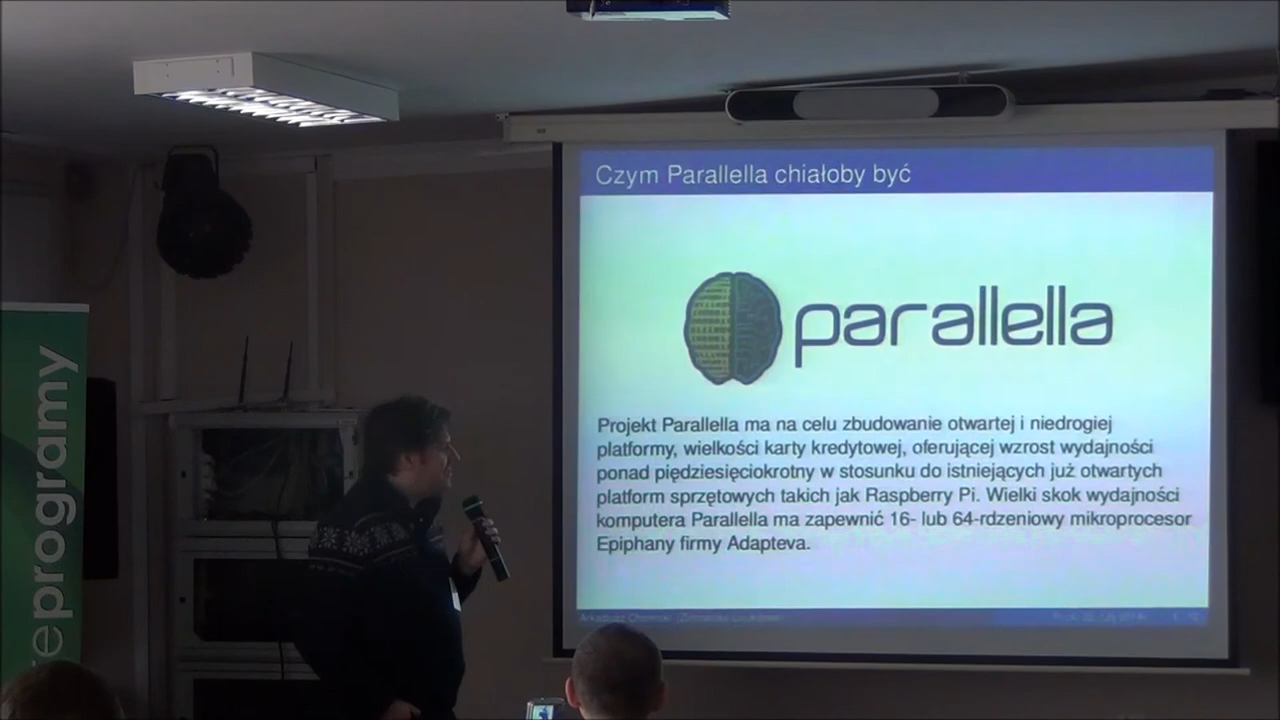 Czym Parallella chiałoby być
parallella
Projekt Parallella ma na celu zbudowanie otwartej i niedrogiej
platformy, wielkości karty kredytowej, oferującej wzrost wydajności
ponad piędziesięciokrotny w stosunku do istniejących już otwartych
platform sprzętowych takich jak Raspberry Pi. Wielki skok wydajności
komputera Parallella ma zapewnić 16- lub 64-rdzeniowy mikroprocesor
Epiphany firmy Adapteva.
reprogramy